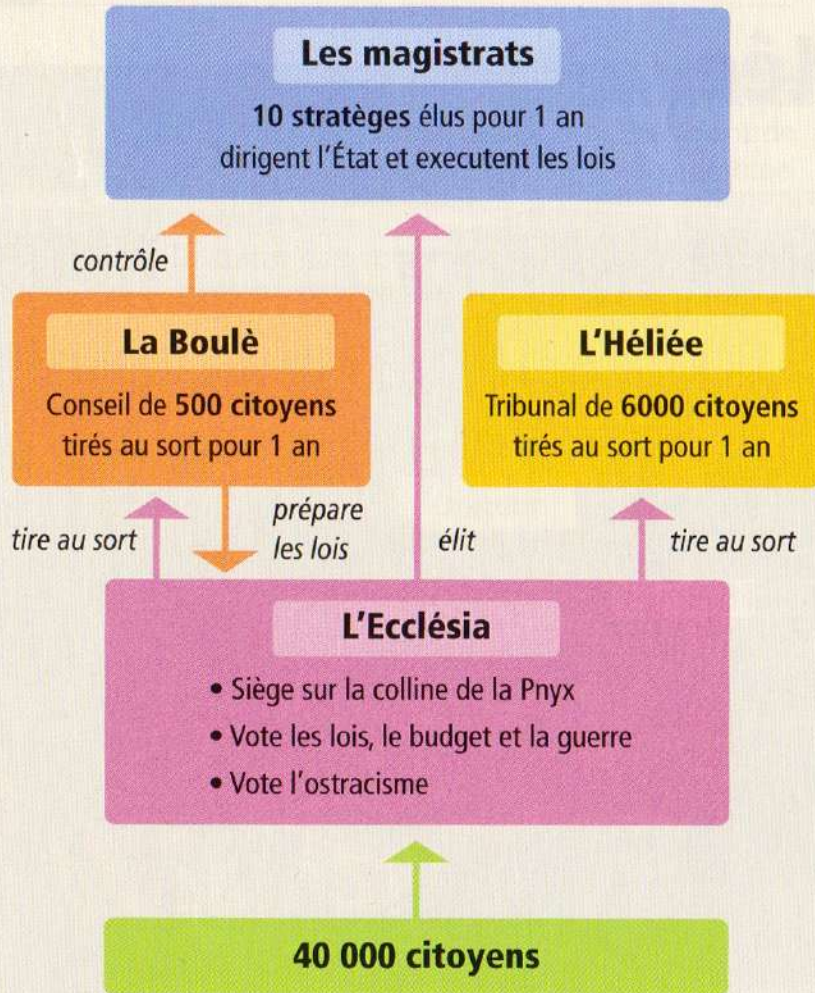 Les magistrats
10 stratèges élus pour 1 an
dirigent l'État et executent les lois
contrôle
La Boulè
Conseil de 500 citoyens
tirés au sort pour 1 an
L'Héliée
Tribunal de 6000 citoyens
tirés au sort pour 1 an
tire au sort
prépare
les lois
élit
tire au sort
L'Ecclésia
• Siège sur la colline de la Pnyx
• Vote les lois, le budget et la guerre
• Vote l'ostracisme
40 000 citoyens